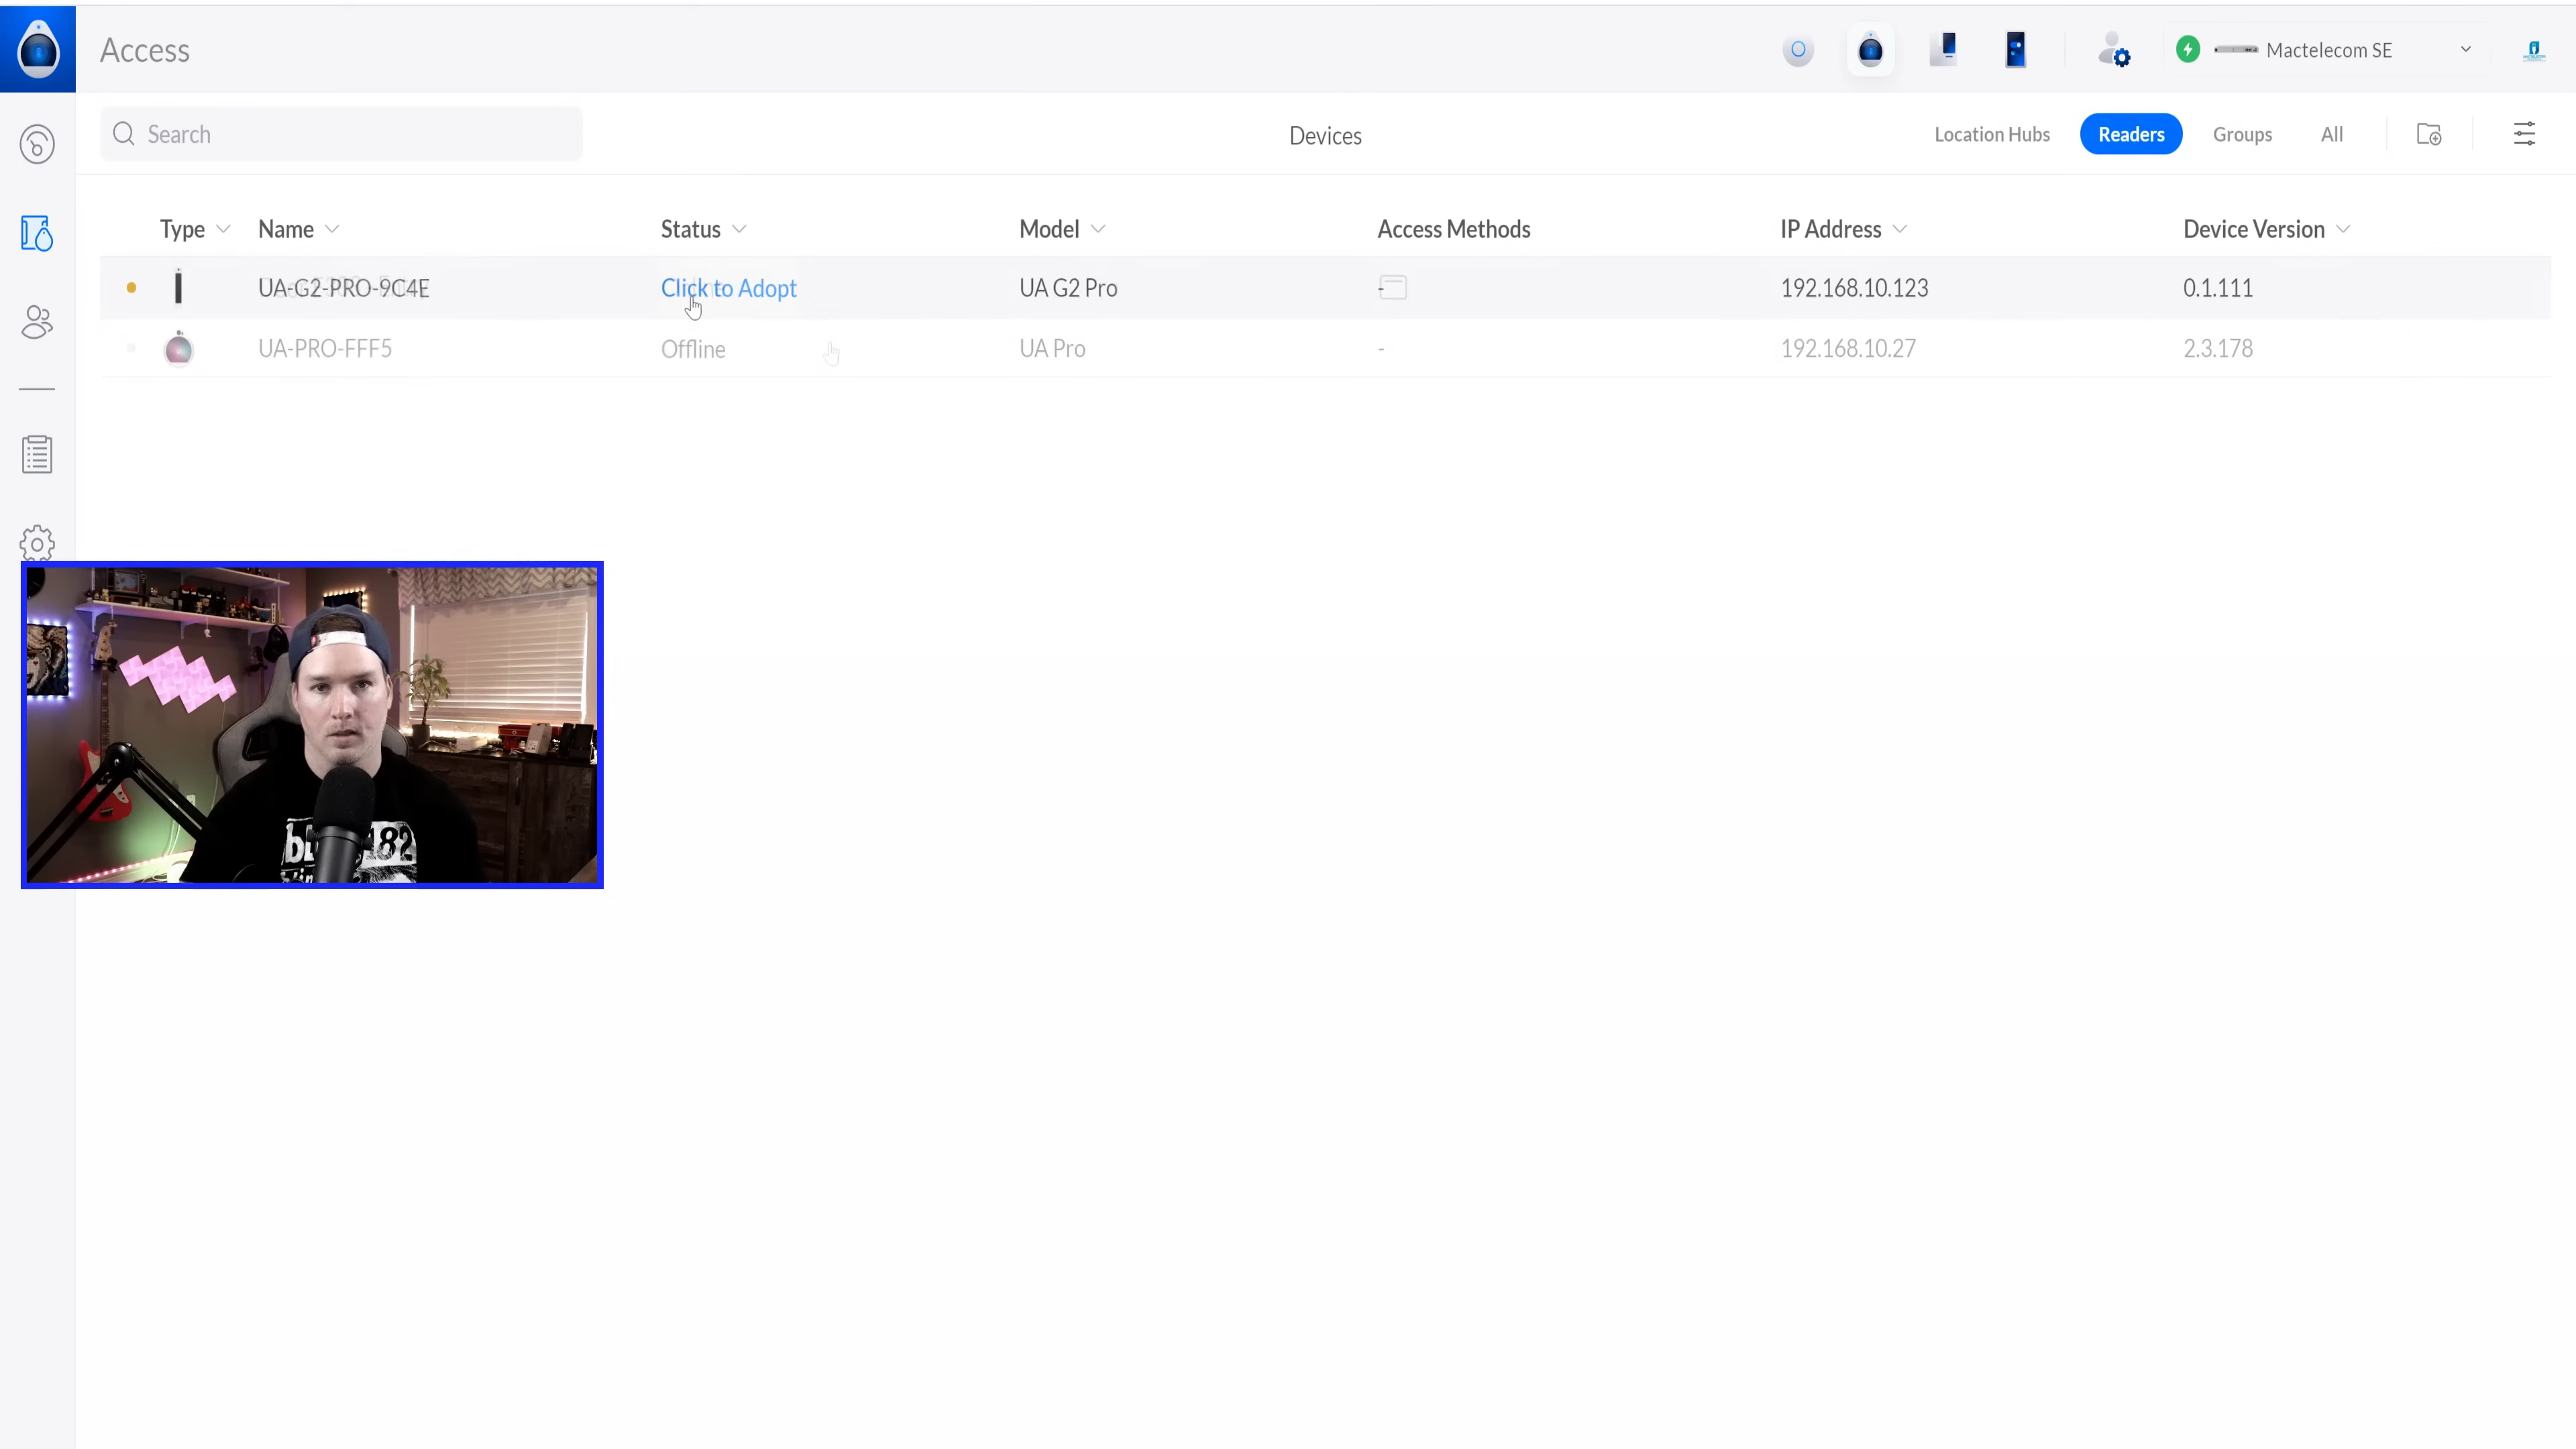 Access
Mactelecom SE
Search
Devices
Location Hubs Readers Groups All
Type Name Status Model Access Methods IP Address Device Version
UA-G2-PRO-9C4E Click to Adopt UA G2 Pro - 192.168.10.123 0.1.111
UA-PRO-FFF5 Offline UA Pro - 192.168.10.27 2.3.178
82